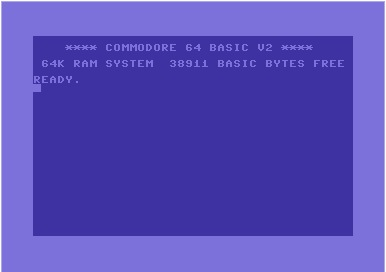 **** COMMODORE 64 BASIC V2 ****
64K RAM SYSTEM  38911 BASIC BYTES FREE
READY.